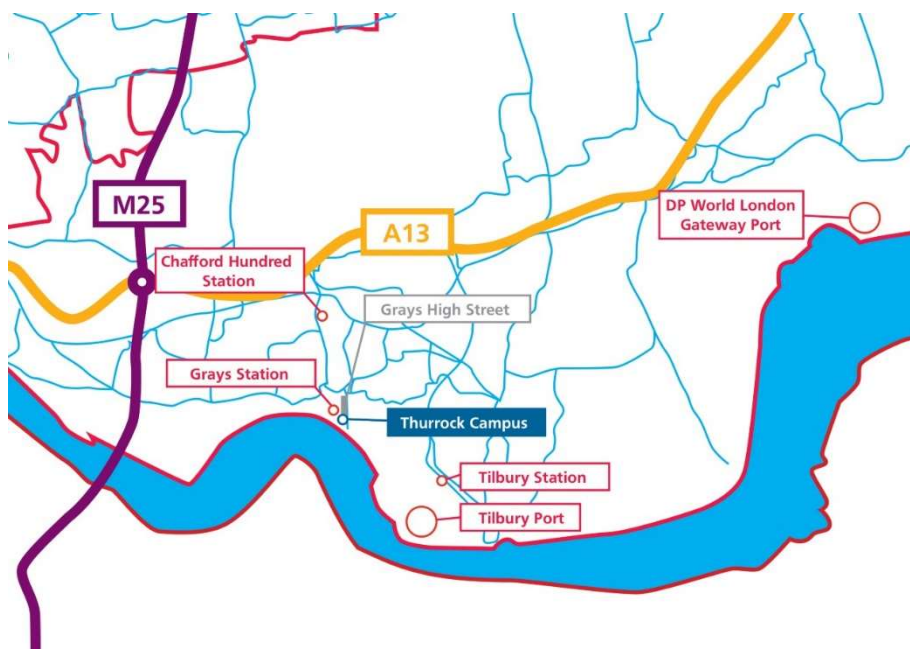 M25
A13
DP World London
Gateway Port
Chafford Hundred
Station
Grays High Street
Grays Station
Thurrock Campus
Tilbury Station
Tilbury Port